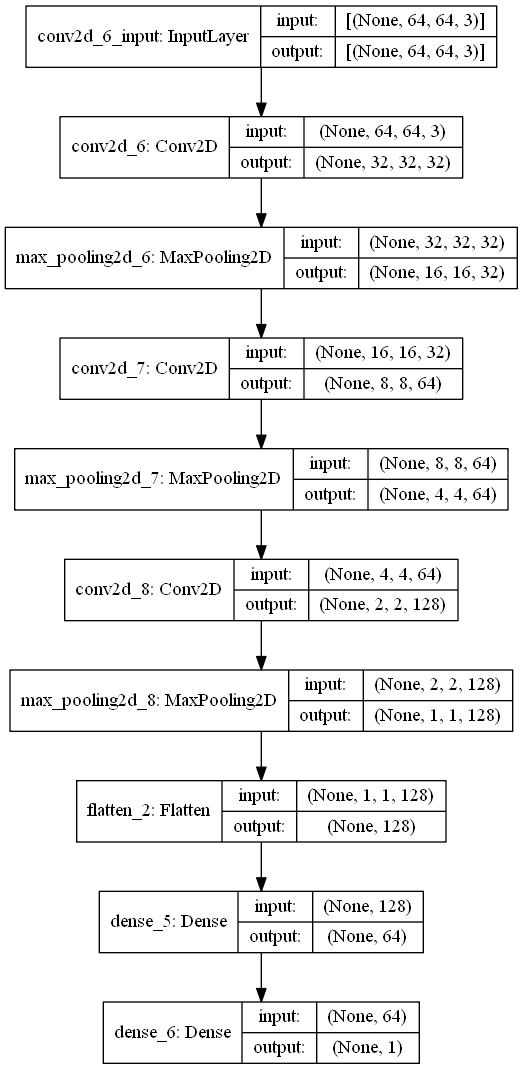 conv2d_6_input: InputLayer
input: [(None, 64, 64, 3)]
output: [(None, 64, 64, 3)]
conv2d_6: Conv2D
input: (None, 64, 64, 3)
output: (None, 32, 32, 32)
max_pooling2d_6: MaxPooling2D
input: (None, 32, 32, 32)
output: (None, 16, 16, 32)
conv2d_7: Conv2D
input: (None, 16, 16, 32)
output: (None, 8, 8, 64)
max_pooling2d_7: MaxPooling2D
input: (None, 8, 8, 64)
output: (None, 4, 4, 64)
conv2d_8: Conv2D
input: (None, 4, 4, 64)
output: (None, 2, 2, 128)
max_pooling2d_8: MaxPooling2D
input: (None, 2, 2, 128)
output: (None, 1, 1, 128)
flatten_2: Flatten
input: (None, 1, 1, 128)
output: (None, 128)
dense_5: Dense
input: (None, 128)
output: (None, 64)
dense_6: Dense
input: (None, 64)
output: (None, 1)